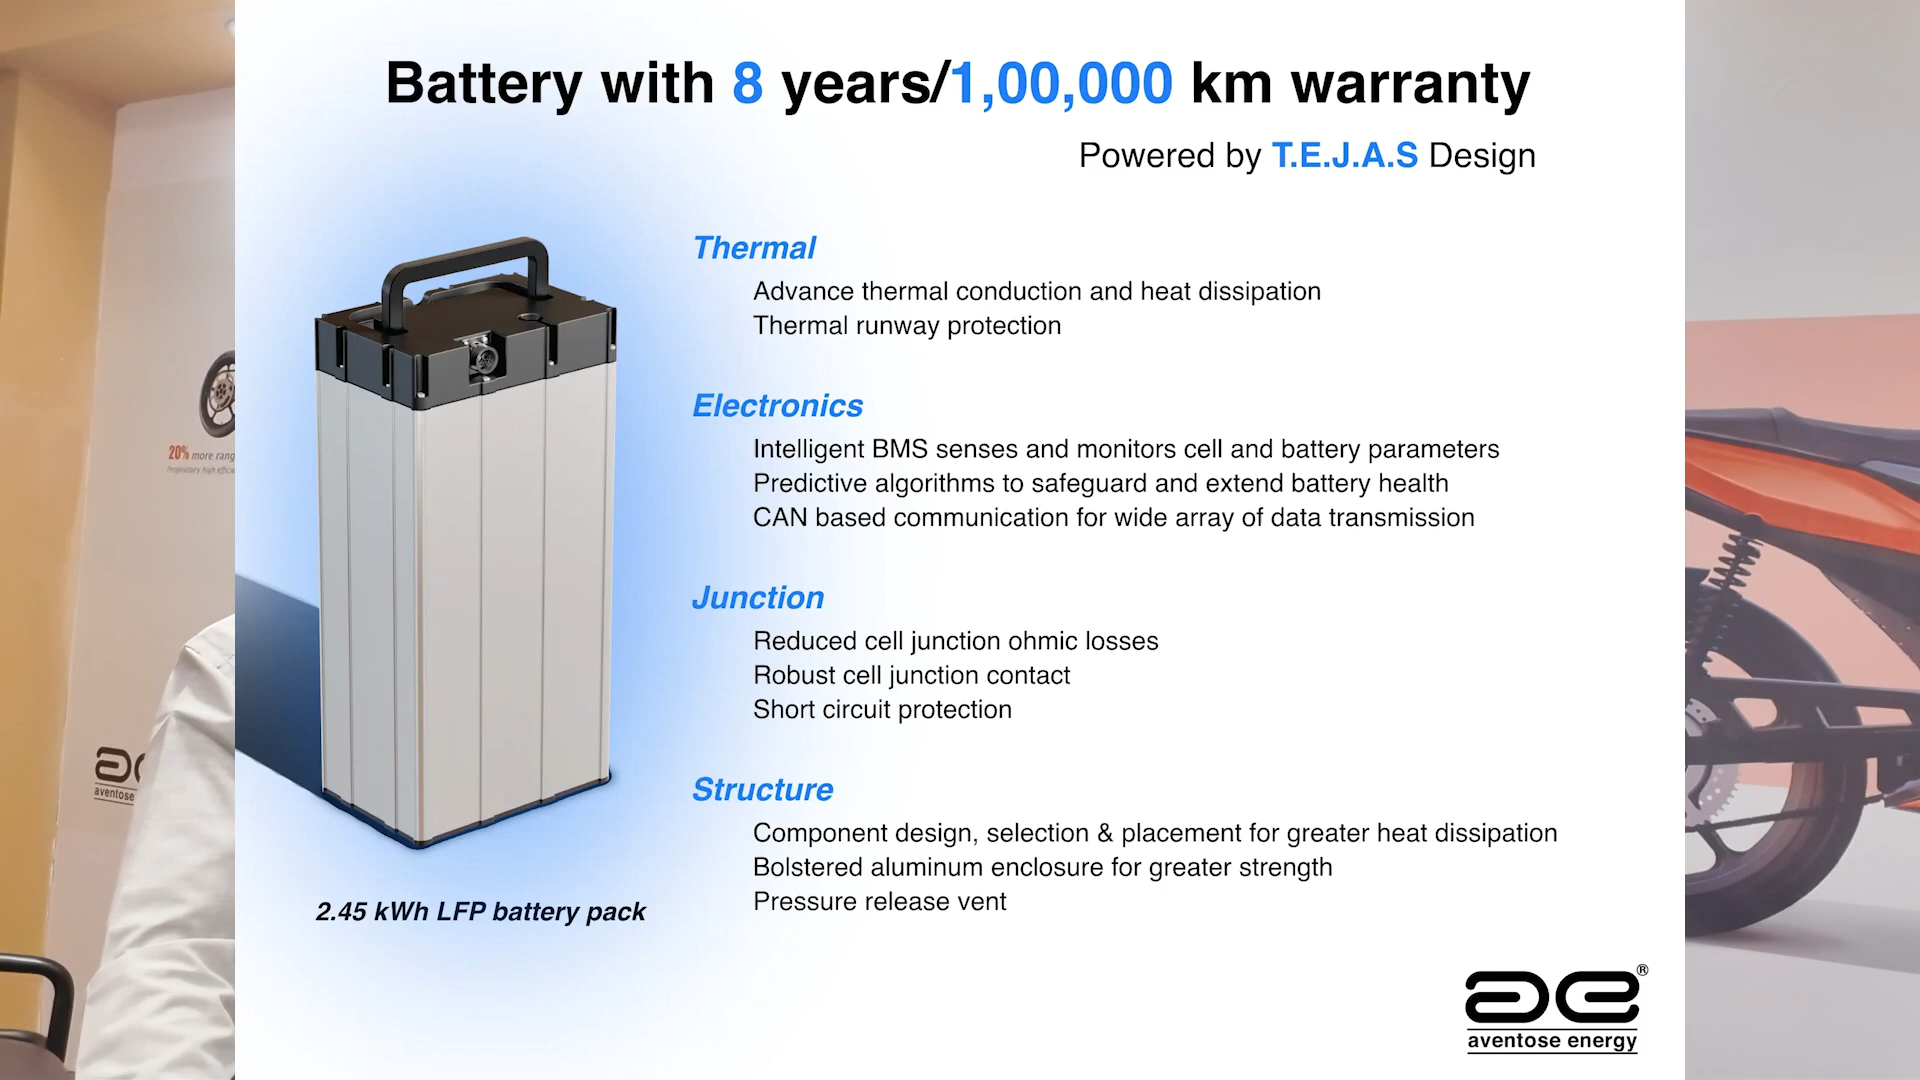 Battery with 8 years/1,00,000 km warranty
Powered by T.E.J.A.S Design
Thermal
Advance thermal conduction and heat dissipation
Thermal runway protection
Electronics
Intelligent BMS senses and monitors cell and battery parameters
Predictive algorithms to safeguard and extend battery health
CAN based communication for wide array of data transmission
Junction
Reduced cell junction ohmic losses
Robust cell junction contact
Short circuit protection
Structure
Component design, selection & placement for greater heat dissipation
Bolstered aluminum enclosure for greater strength
Pressure release vent
2.45 kWh LFP battery pack
ae®
aventose energy
20% more
Proprietary high
aventose